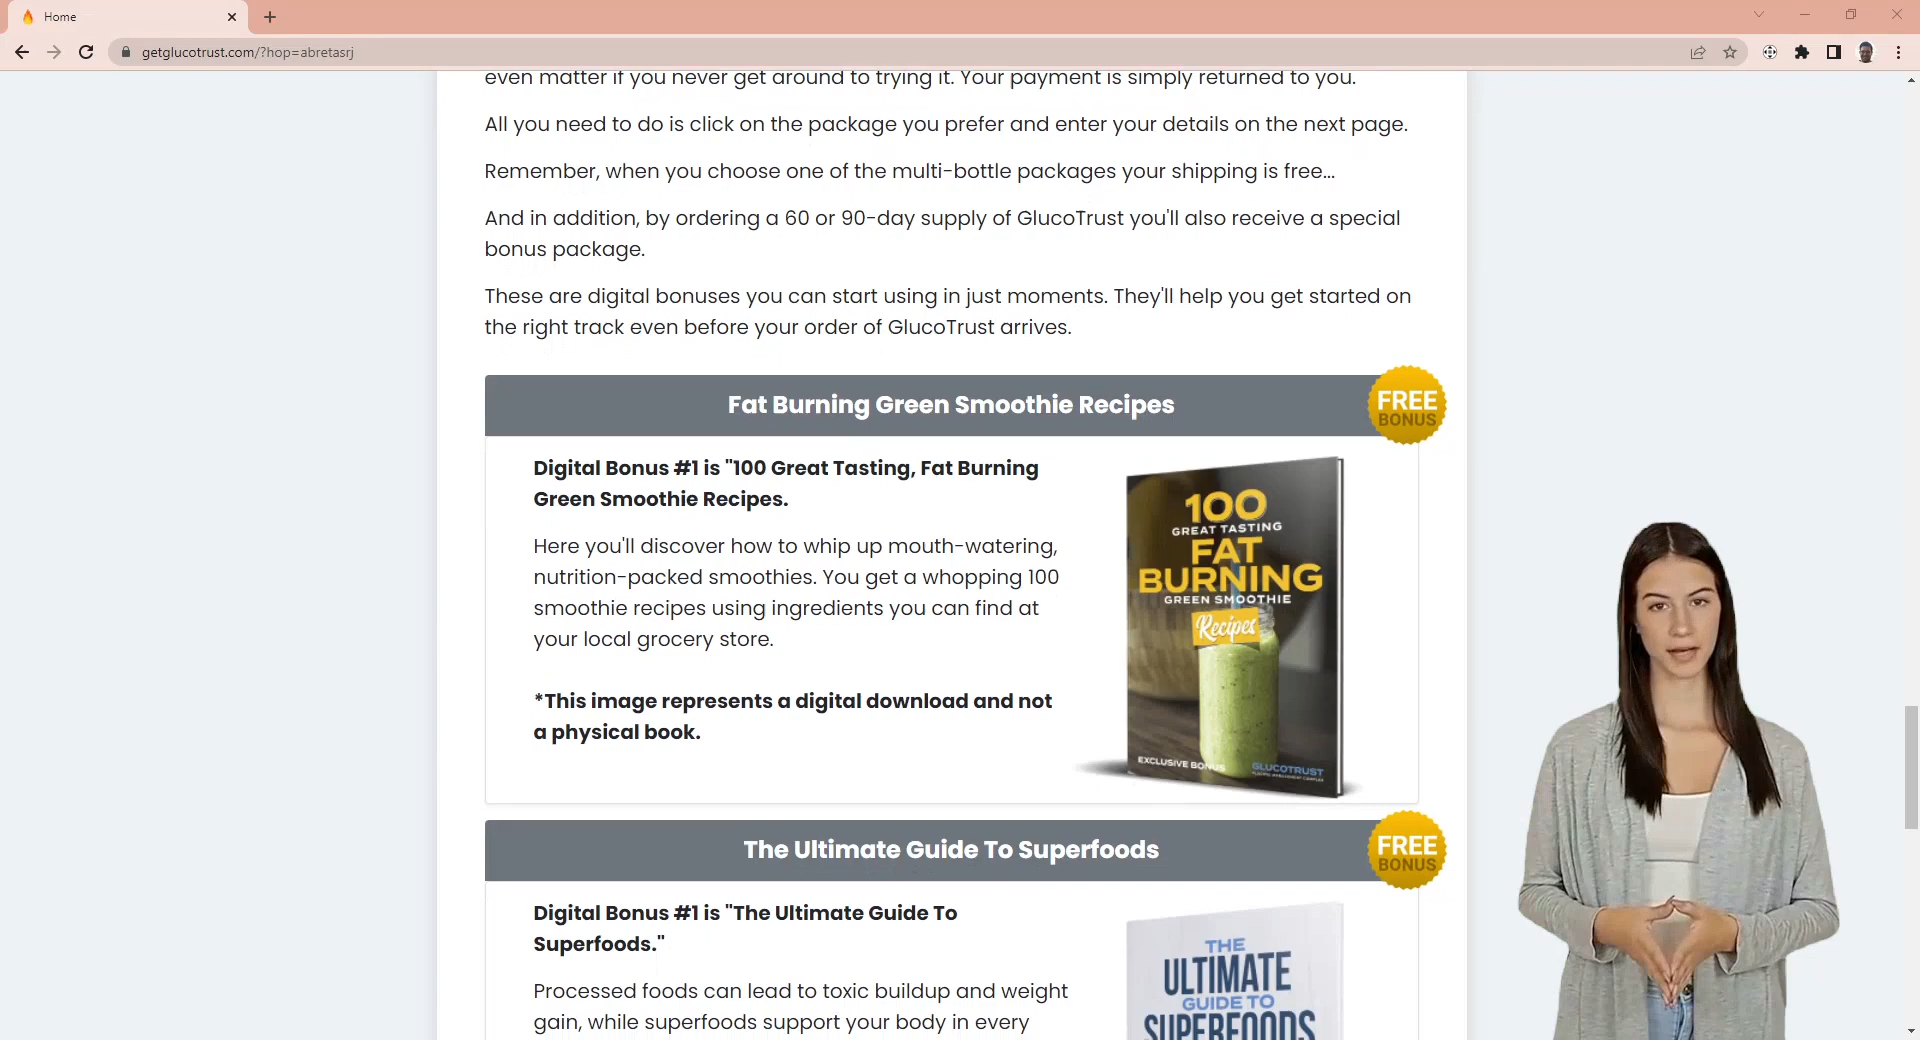 Home
getglucotrust.com/?hop=abretasrj
even matter if you never get around to trying it. Your payment is simply returned to you.
All you need to do is click on the package you prefer and enter your details on the next page.
Remember, when you choose one of the multi-bottle packages your shipping is free...
And in addition, by ordering a 60 or 90-day supply of GlucoTrust you'll also receive a special
bonus package.
These are digital bonuses you can start using in just moments. They'll help you get started on
the right track even before your order of GlucoTrust arrives.
Fat Burning Green Smoothie Recipes
FREE
BONUS
Digital Bonus #1 is "100 Great Tasting, Fat Burning
Green Smoothie Recipes.
Here you'll discover how to whip up mouth-watering,
nutrition-packed smoothies. You get a whopping 100
smoothie recipes using ingredients you can find at
your local grocery store.
*This image represents a digital download and not
a physical book.
100
GREAT TASTING
FAT
BURNING
GREEN SMOOTHIE
Recipes
EXCLUSIVE BONUS
GLUCOTRUST
The Ultimate Guide To Superfoods
FREE
BONUS
Digital Bonus #1 is "The Ultimate Guide To
Superfoods."
Processed foods can lead to toxic buildup and weight
gain, while superfoods support your body in every
THE
ULTIMATE
GUIDE TO
SUPERFOODS